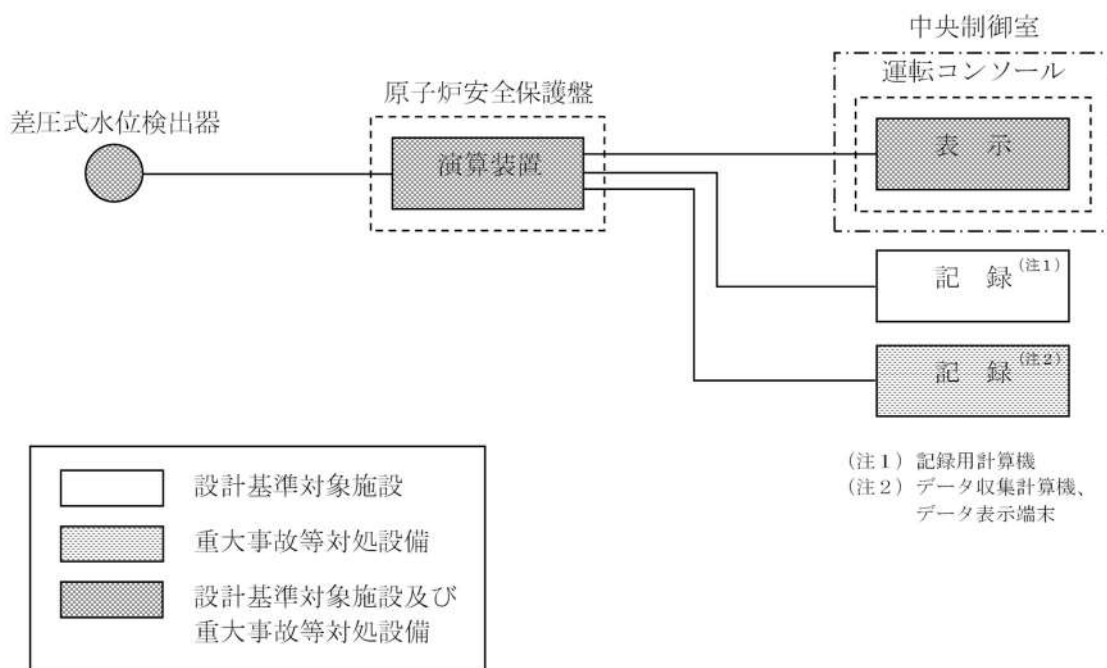 中央制御室
運転コンソール
原子炉安全保護盤
差圧式水位検出器
演算装置
表 示
記 録(注1)
記 録(注2)
(注1) 記録用計算機
(注2) データ収集計算機、
データ表示端末
設計基準対象施設
重大事故等対処設備
設計基準対象施設及び
重大事故等対処設備